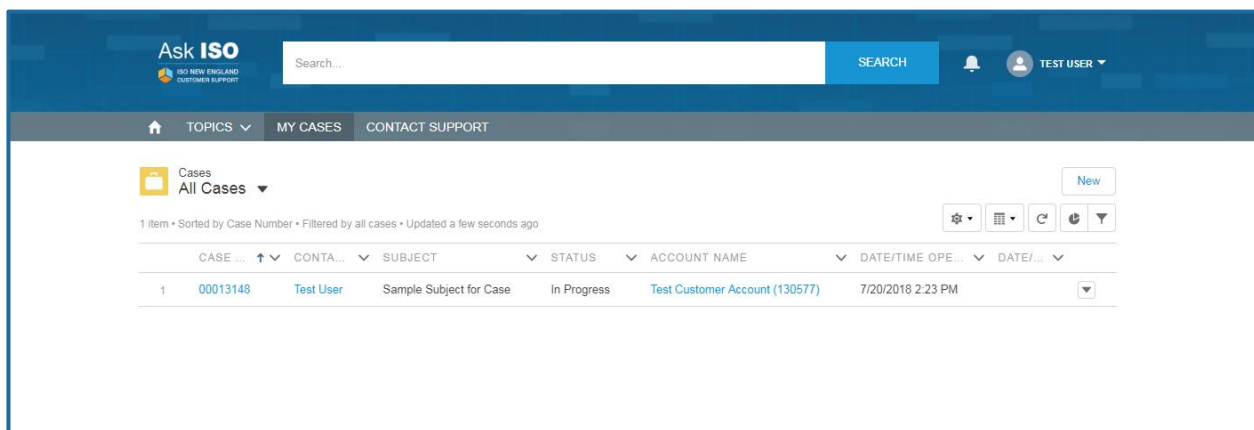 Ask ISO
ISO NEW ENGLAND
CUSTOMER SUPPORT
Search...
SEARCH
TEST USER
TOPICS
MY CASES
CONTACT SUPPORT
Cases
All Cases
New
1 item • Sorted by Case Number • Filtered by all cases • Updated a few seconds ago
CASE ... CONTA... SUBJECT STATUS ACCOUNT NAME DATE/TIME OPE... DATE/...
1 00013148 Test User Sample Subject for Case In Progress Test Customer Account (130577) 7/20/2018 2:23 PM